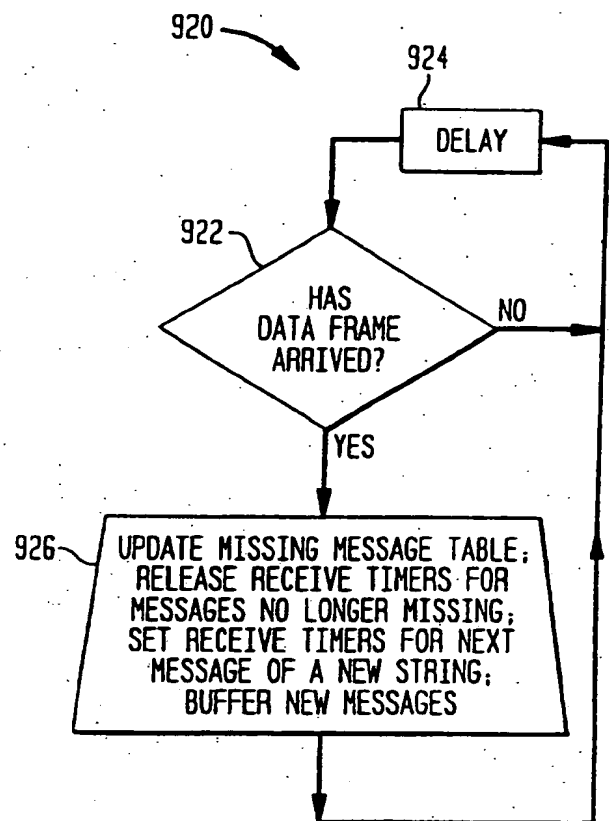 920
924
DELAY
922
HAS
DATA FRAME
ARRIVED?
NO
YES
926
UPDATE MISSING MESSAGE TABLE;
RELEASE RECEIVE TIMERS FOR
MESSAGES NO LONGER MISSING;
SET RECEIVE TIMERS FOR NEXT
MESSAGE OF A NEW STRING;
BUFFER NEW MESSAGES